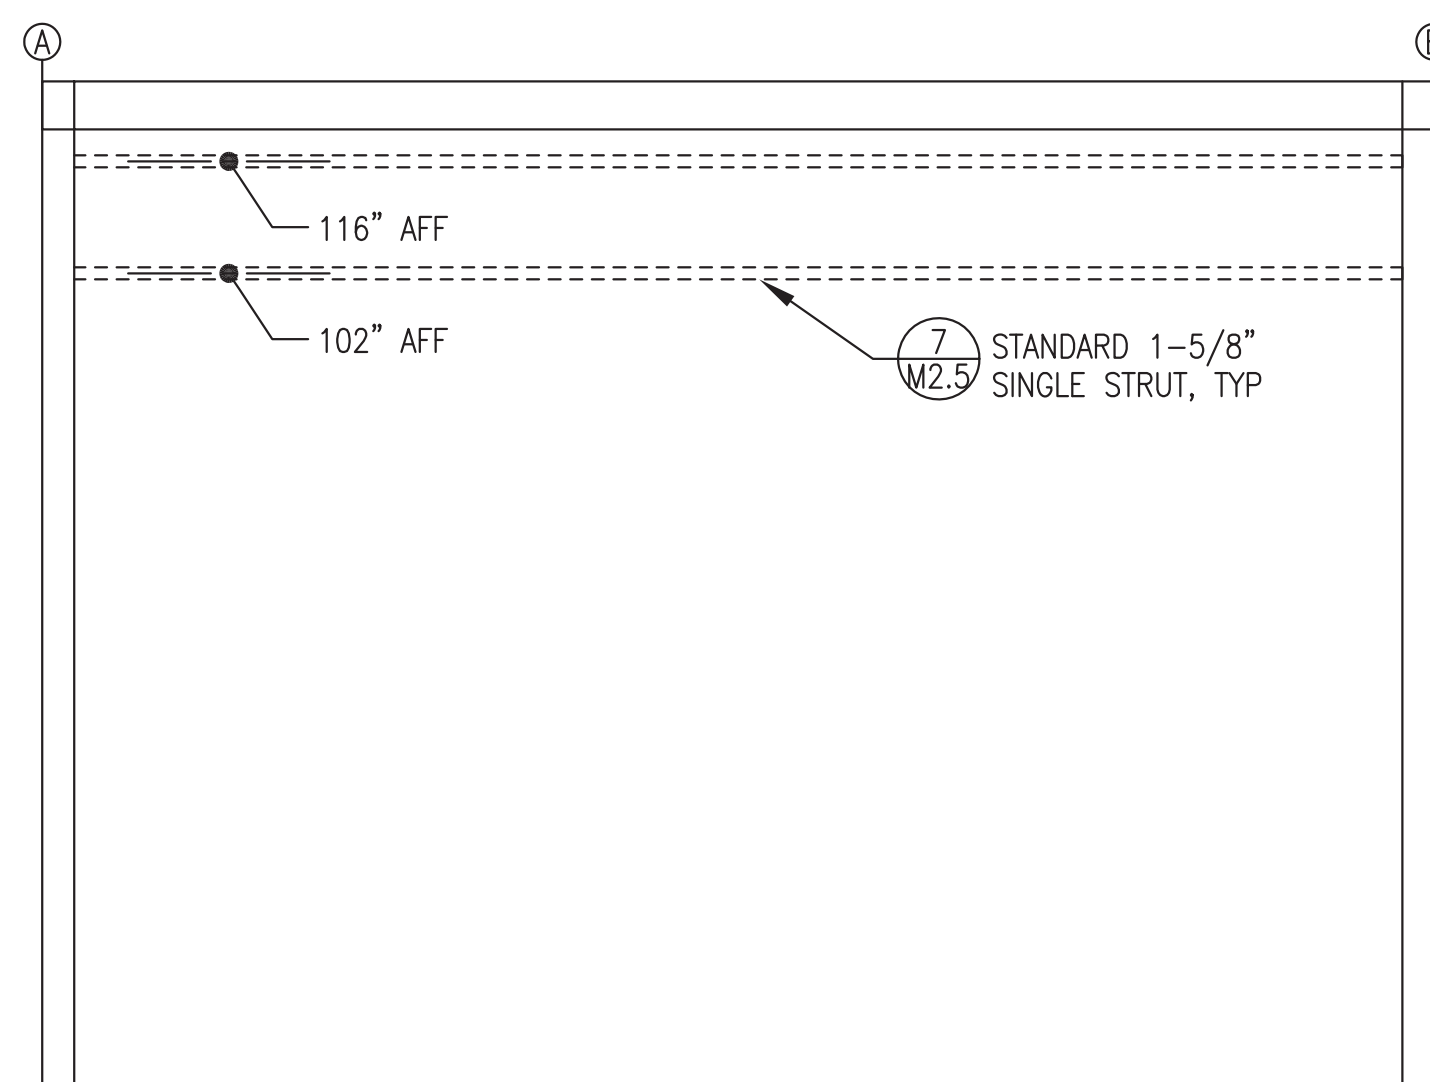 A
116” AFF
102” AFF
7
M2.5
STANDARD 1-5/8”
SINGLE STRUT, TYP